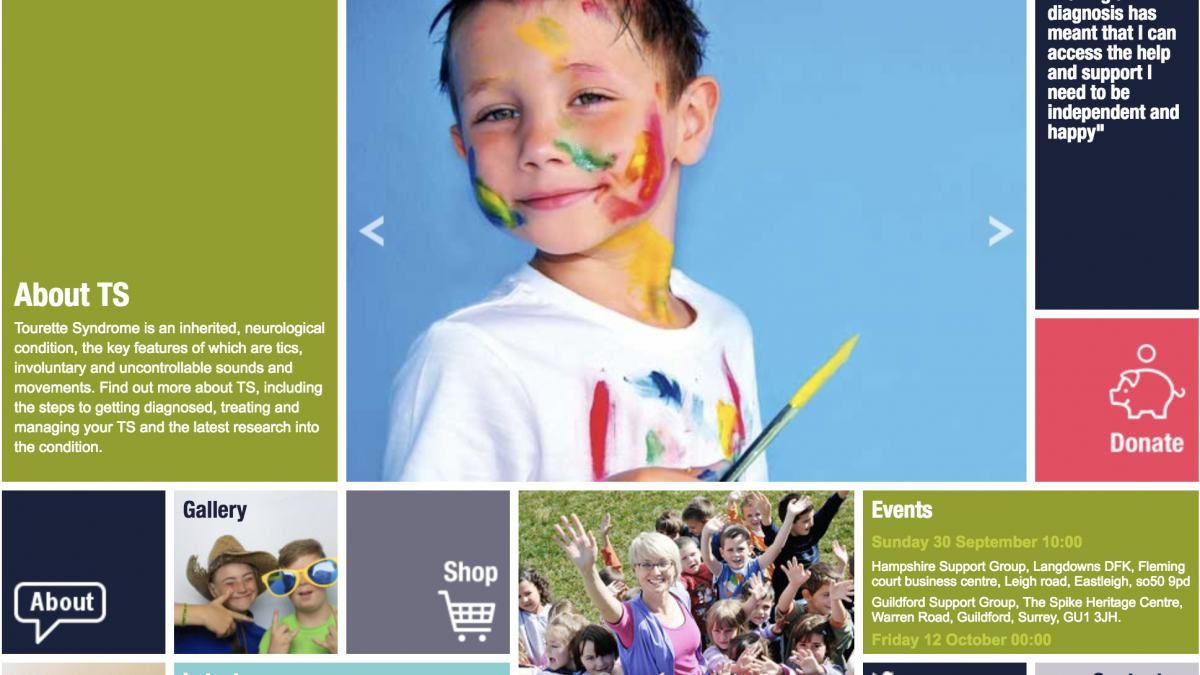 diagnosis has
meant that I can
access the help
and support I
need to be
independent and
happy"
About TS
Tourette Syndrome is an inherited, neurological
condition, the key features of which are tics,
involuntary and uncontrollable sounds and
movements. Find out more about TS, including
the steps to getting diagnosed, treating and
managing your TS and the latest research into
the condition.
Donate
About
Gallery
Shop
Events
Sunday 30 September 10:00
Hampshire Support Group, Langdowns DFK, Fleming
court business centre, Leigh road, Eastleigh, so50 9pd
Guildford Support Group, The Spike Heritage Centre,
Warren Road, Guildford, Surrey, GU1 3JH.
Friday 12 October 00:00